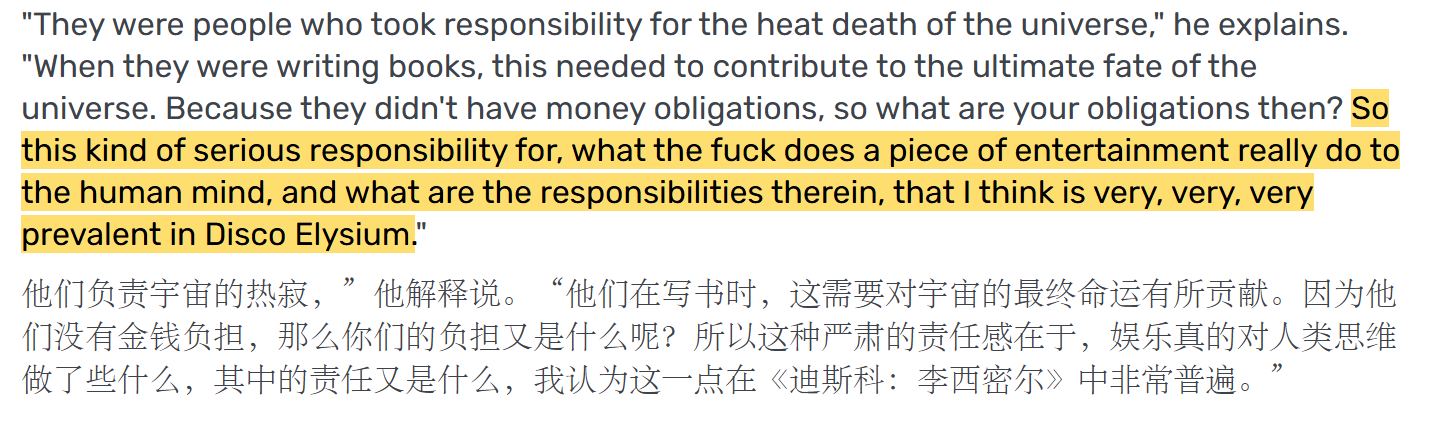 "They were people who took responsibility for the heat death of the universe," he explains.
"When they were writing books, this needed to contribute to the ultimate fate of the
universe. Because they didn't have money obligations, so what are your obligations then? So
this kind of serious responsibility for, what the fuck does a piece of entertainment really do to
the human mind, and what are the responsibilities therein, that I think is very, very, very
prevalent in Disco Elysium."
他们负责宇宙的热寂，”他解释说。“他们在写书时，这需要对宇宙的最终命运有所贡献。因为他
们没有金钱负担，那么你们的负担又是什么呢？所以这种严肃的责任感在于，娱乐真的对人类思维
做了些什么，其中的责任又是什么，我认为这一点在《迪斯科：李西密尔》中非常普遍。”